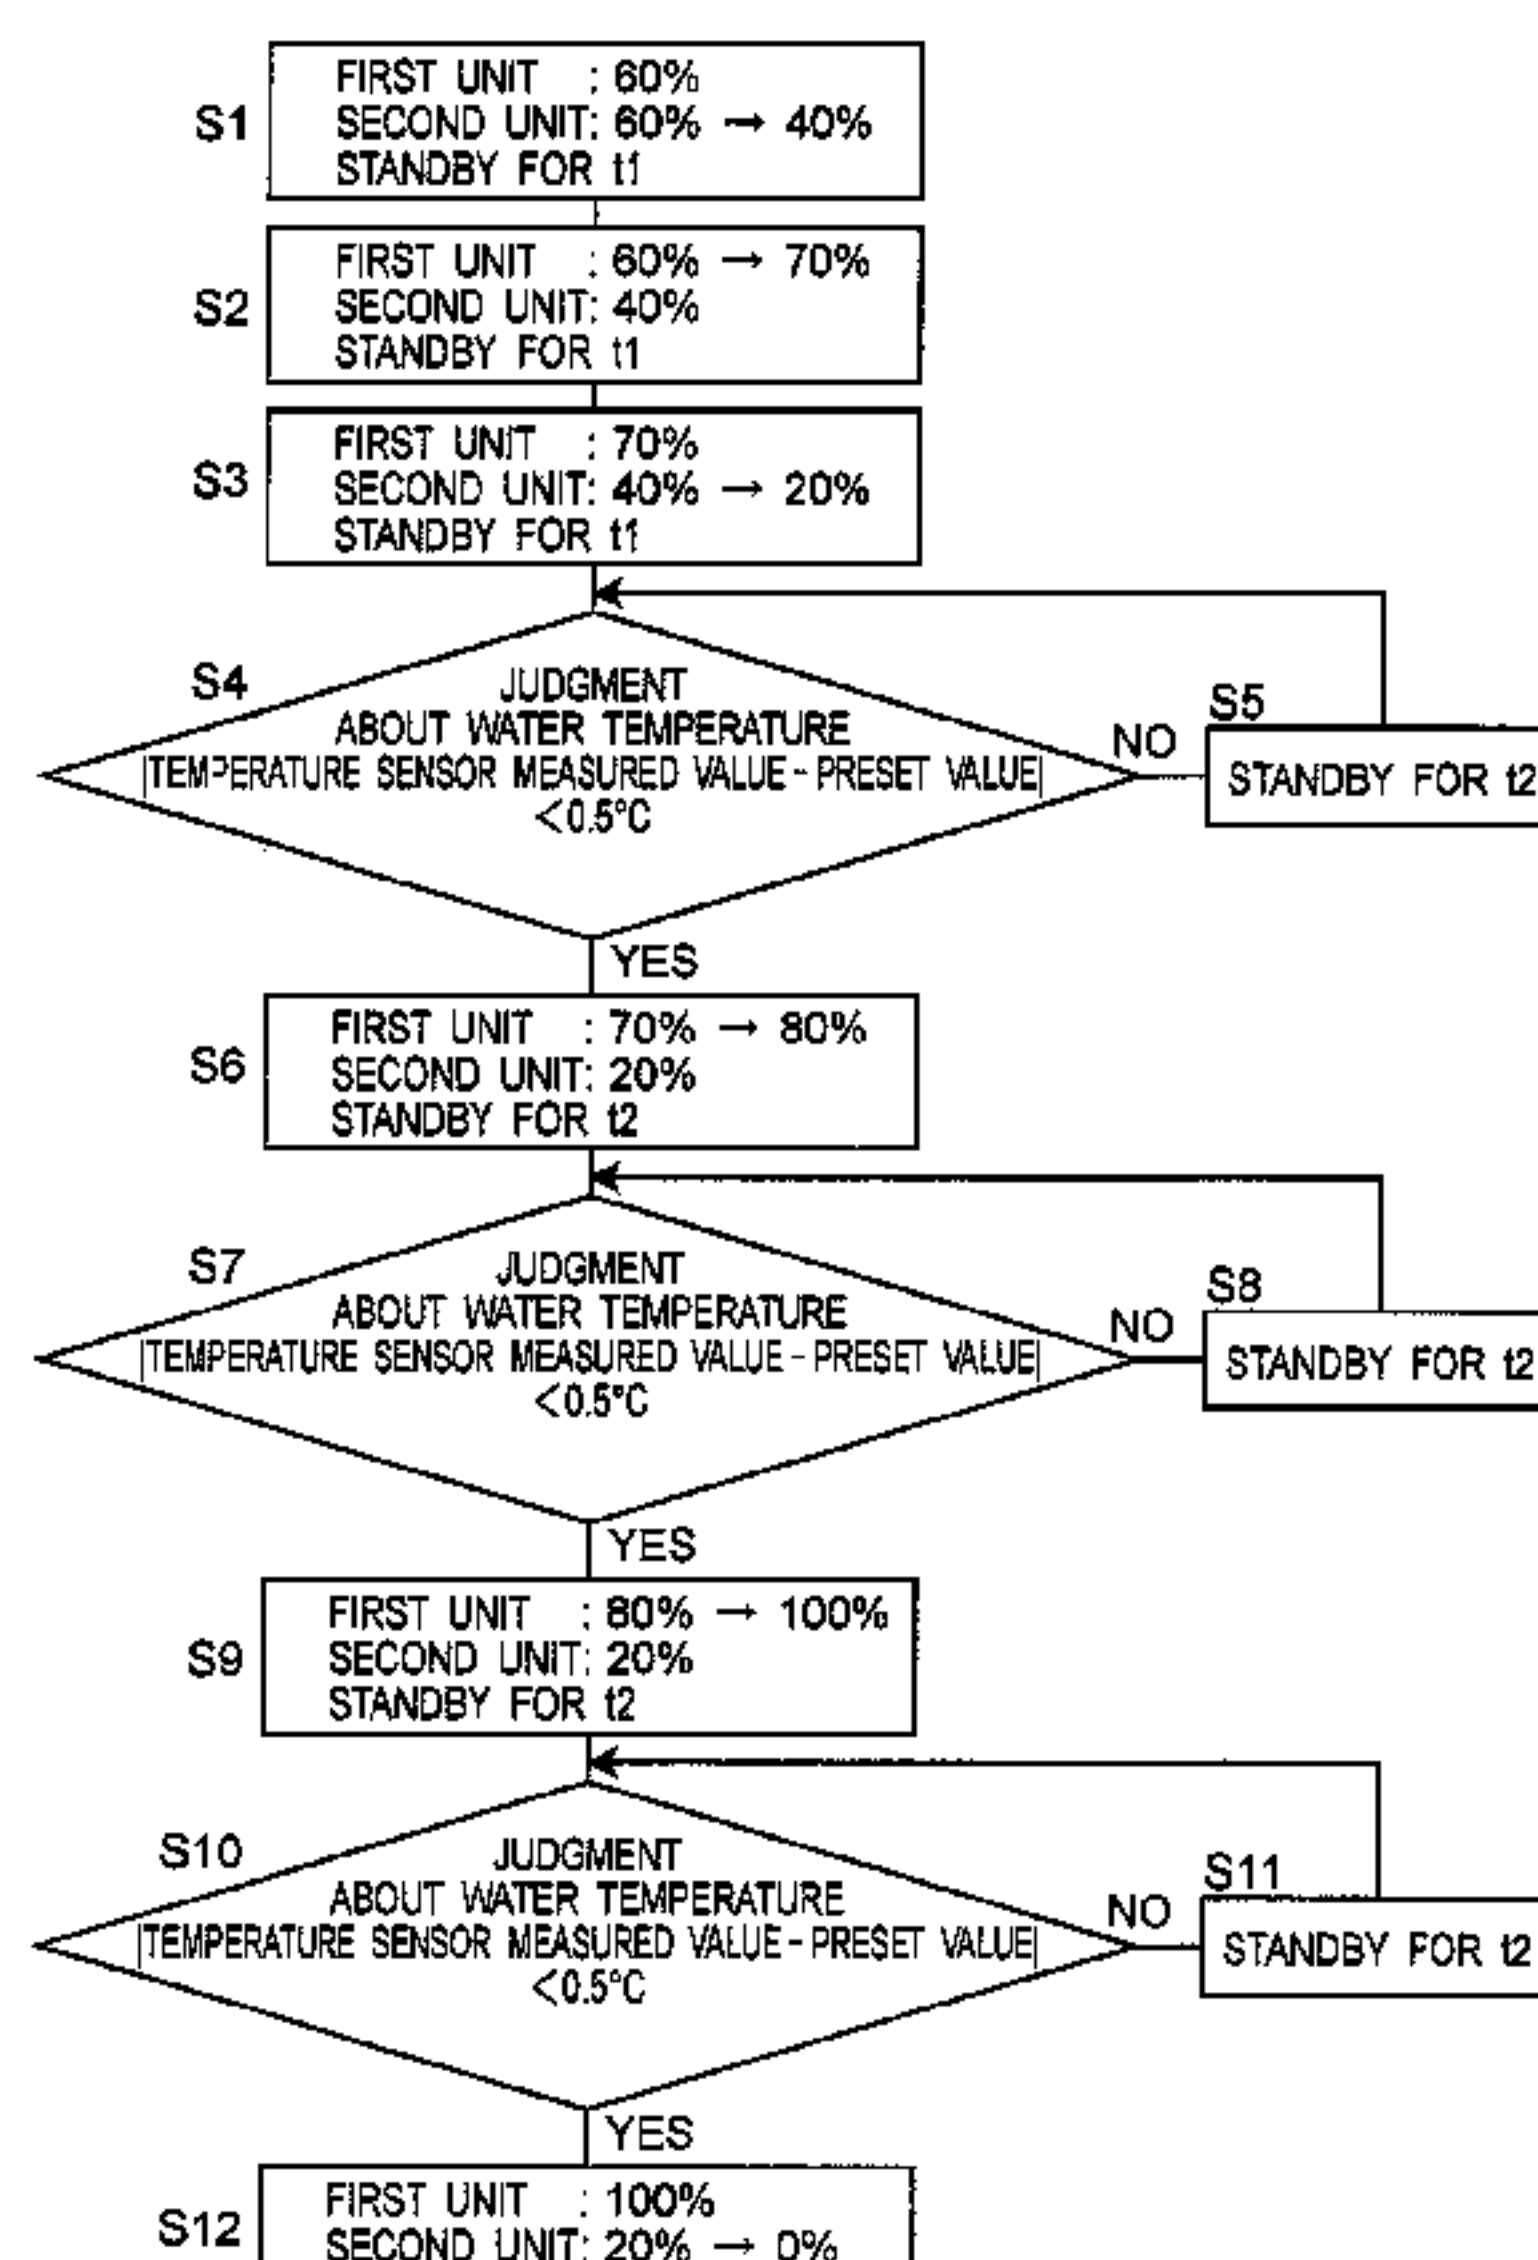 S1
FIRST UNIT : 60%
SECOND UNIT: 60% → 40%
STANDBY FOR t1
S2
FIRST UNIT : 60% → 70%
SECOND UNIT: 40%
STANDBY FOR t1
S3
FIRST UNIT : 70%
SECOND UNIT: 40% → 20%
STANDBY FOR t1
S4
JUDGMENT
ABOUT WATER TEMPERATURE
|TEMPERATURE SENSOR MEASURED VALUE - PRESET VALUE|
<0.5°C
NO
S5
STANDBY FOR t2
YES
S6
FIRST UNIT : 70% → 80%
SECOND UNIT: 20%
STANDBY FOR t2
S7
JUDGMENT
ABOUT WATER TEMPERATURE
|TEMPERATURE SENSOR MEASURED VALUE - PRESET VALUE|
<0.5°C
NO
S8
STANDBY FOR t2
YES
S9
FIRST UNIT : 80% → 100%
SECOND UNIT: 20%
STANDBY FOR t2
S10
JUDGMENT
ABOUT WATER TEMPERATURE
|TEMPERATURE SENSOR MEASURED VALUE - PRESET VALUE|
<0.5°C
NO
S11
STANDBY FOR t2
YES
S12
FIRST UNIT : 100%
SECOND UNIT: 20% → 0%